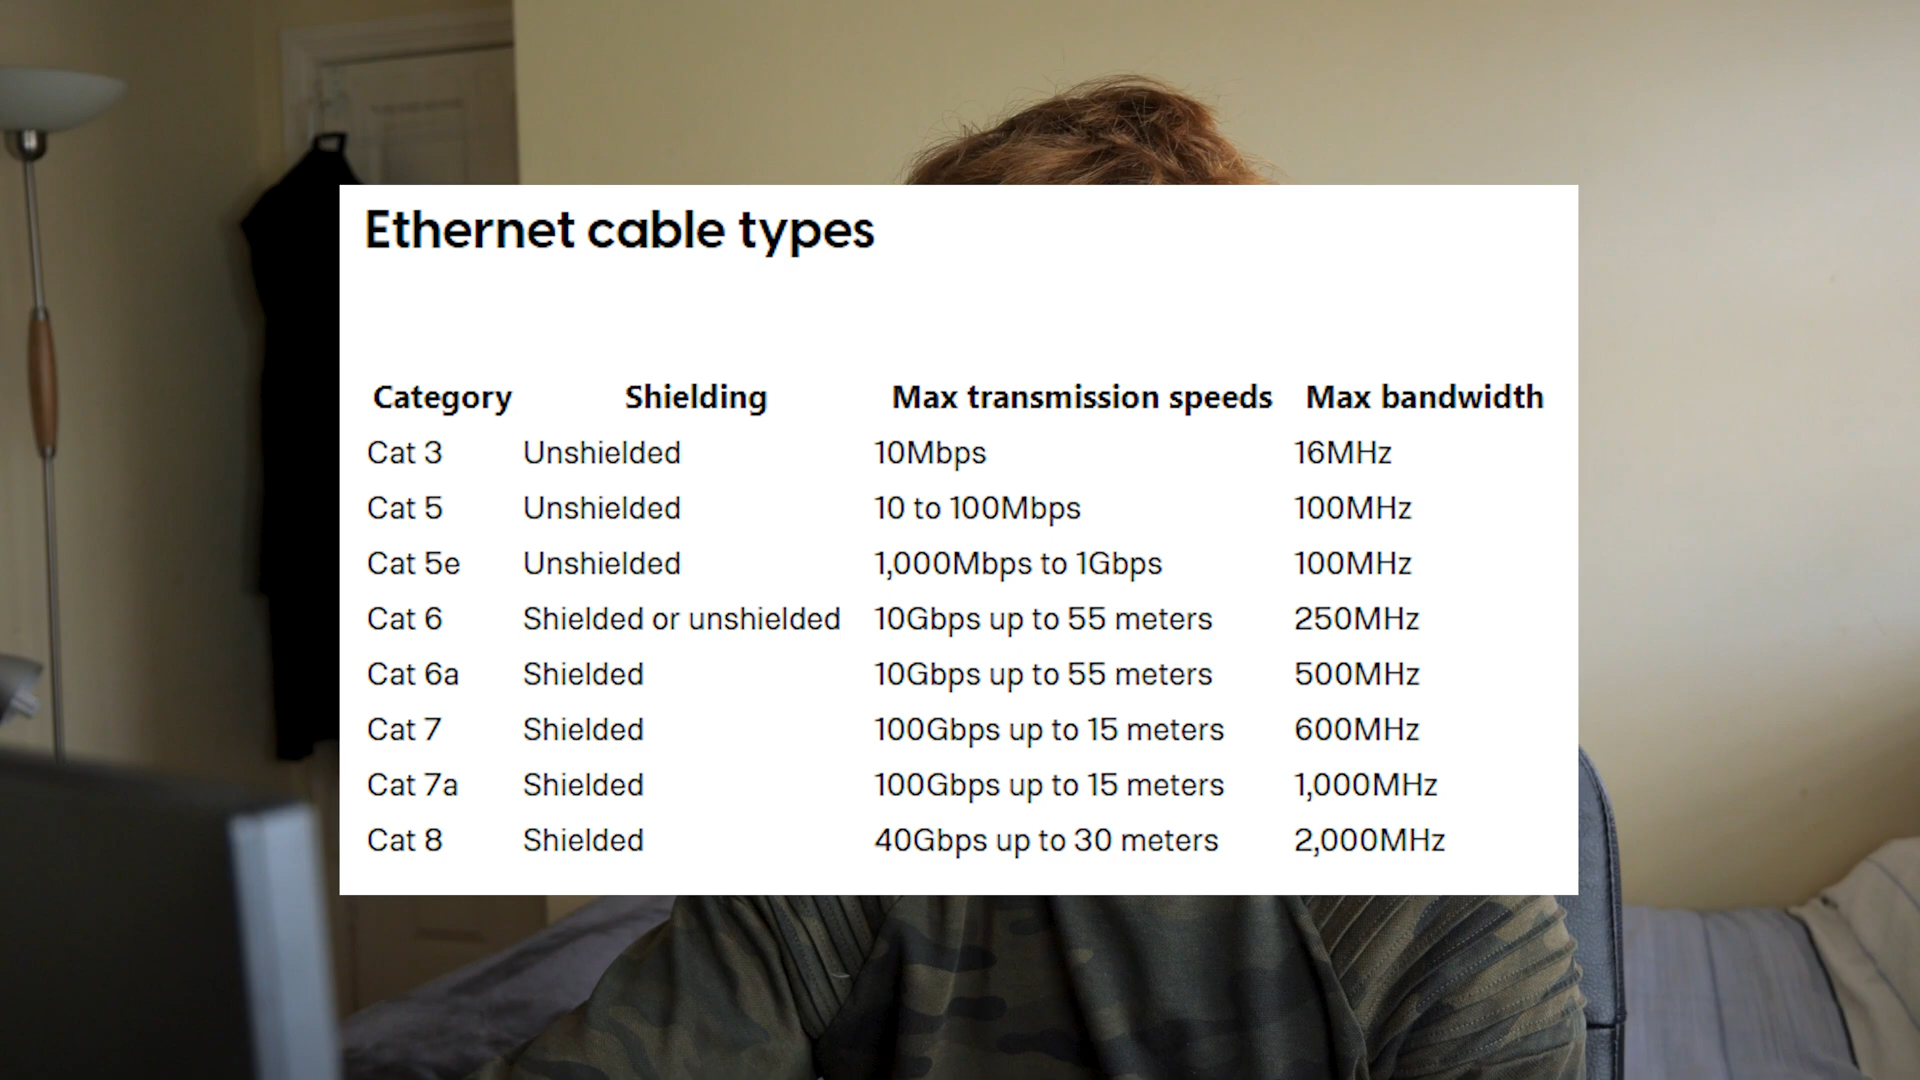 Ethernet cable types
Category Shielding Max transmission speeds Max bandwidth
Cat 3 Unshielded 10Mbps 16MHz
Cat 5 Unshielded 10 to 100Mbps 100MHz
Cat 5e Unshielded 1,000Mbps to 1Gbps 100MHz
Cat 6 Shielded or unshielded 10Gbps up to 55 meters 250MHz
Cat 6a Shielded 10Gbps up to 55 meters 500MHz
Cat 7 Shielded 100Gbps up to 15 meters 600MHz
Cat 7a Shielded 100Gbps up to 15 meters 1,000MHz
Cat 8 Shielded 40Gbps up to 30 meters 2,000MHz